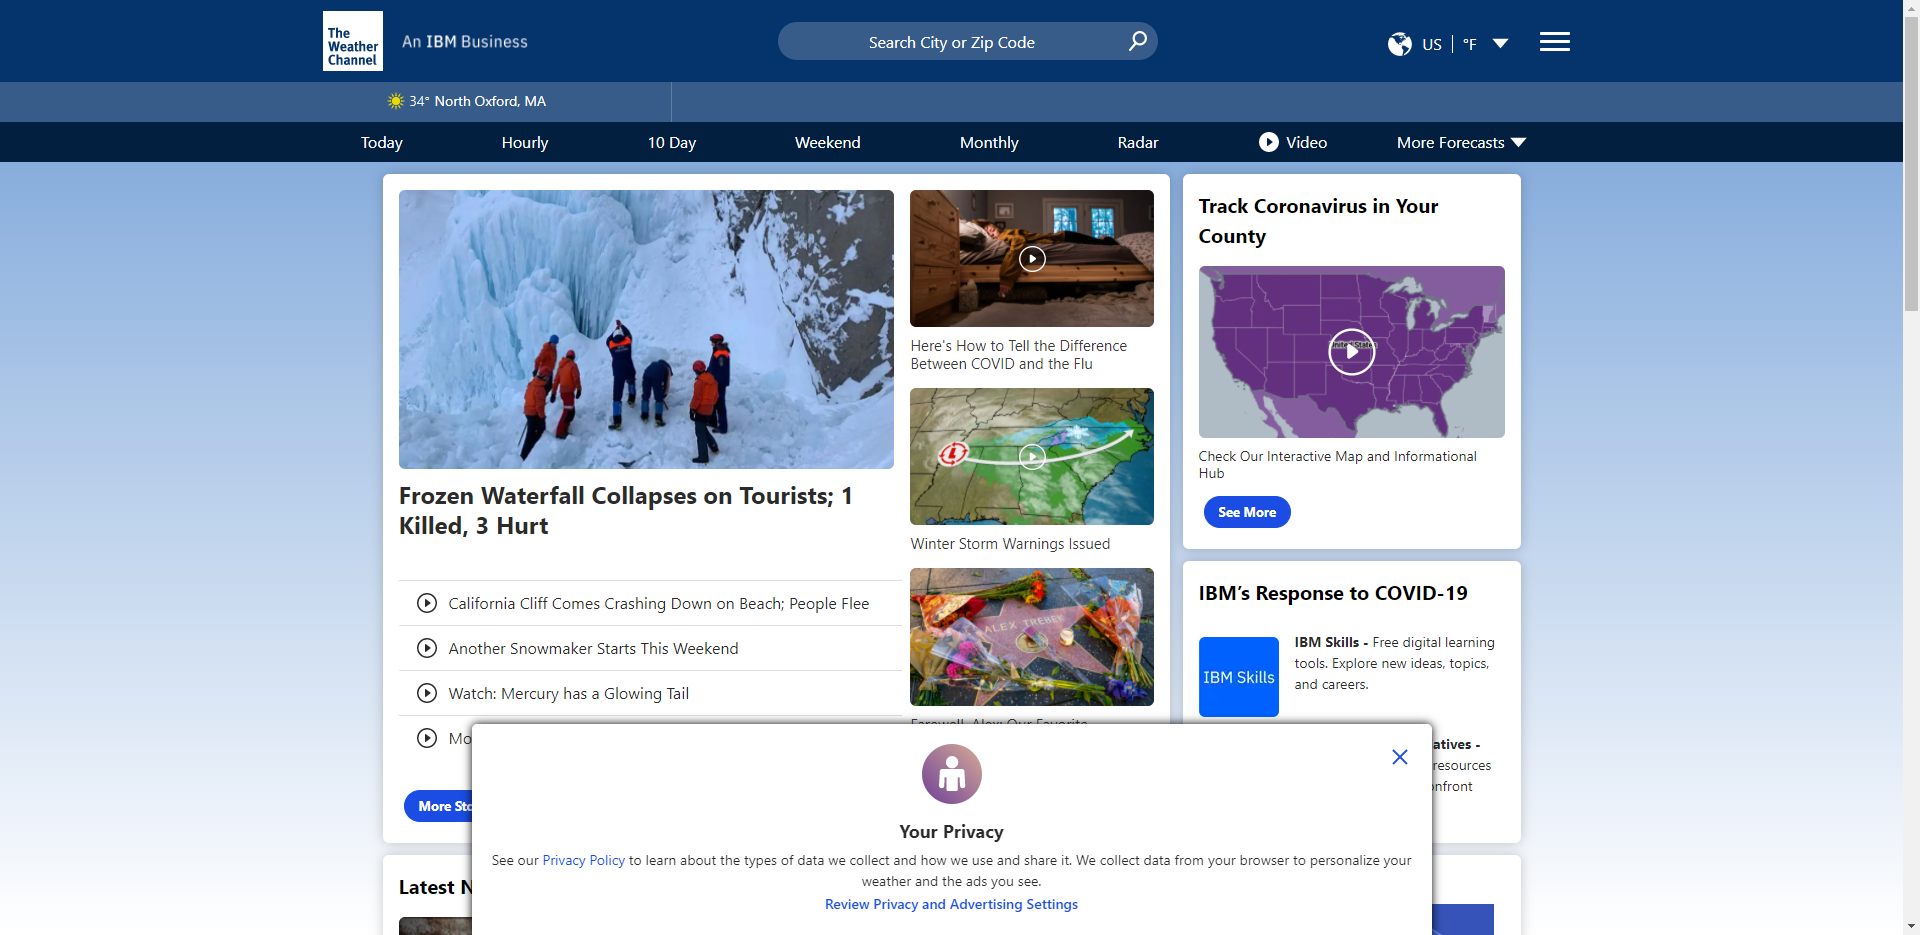 The
Weather
Channel
An IBM Business
Search City or Zip Code
US
°F
34° North Oxford, MA
Today
Hourly
10 Day
Weekend
Monthly
Radar
Video
More Forecasts
Frozen Waterfall Collapses on Tourists; 1
Killed, 3 Hurt
California Cliff Comes Crashing Down on Beach; People Flee
Another Snowmaker Starts This Weekend
Watch: Mercury has a Glowing Tail
Mo
More Sto
Here's How to Tell the Difference
Between COVID and the Flu
L
Winter Storm Warnings Issued
ALEX TREBEK
Farewell, Alex: Our Favorite
Track Coronavirus in Your
County
United States
Check Our Interactive Map and Informational
Hub
See More
IBM’s Response to COVID-19
IBM Skills
IBM Skills - Free digital learning
tools. Explore new ideas, topics,
and careers.
atives -
resources
onfront
Latest N
Your Privacy
See our Privacy Policy to learn about the types of data we collect and how we use and share it. We collect data from your browser to personalize your
weather and the ads you see.
Review Privacy and Advertising Settings